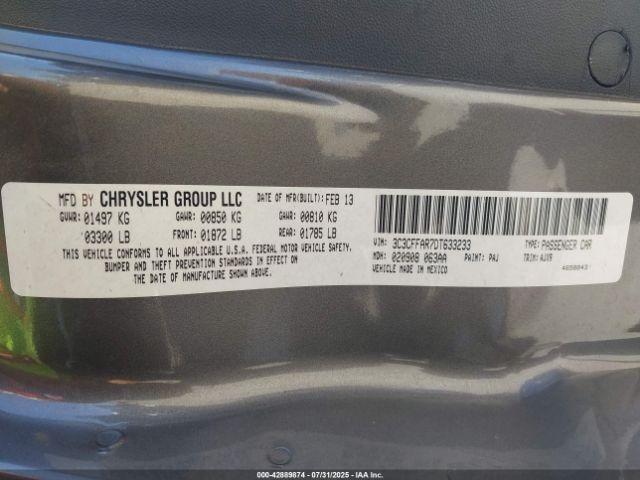 MFD BY CHRYSLER GROUP LLC DATE OF MFR(BUILT): FEB 13
GVWR: 01497 KG GAWR: 00850 KG GAWR: 00810 KG
03300 LB FRONT: 01872 LB REAR: 01785 LB
THIS VEHICLE CONFORMS TO ALL APPLICABLE U.S.A. FEDERAL MOTOR VEHICLE SAFETY,
BUMPER AND THEFT PREVENTION STANDARDS IN EFFECT ON
THE DATE OF MANUFACTURE SHOWN ABOVE.
VIN: 3C3CFFAR7DT633233 TYPE: PASSENGER CAR
MDH: 020908 063AA PAINT: PAJ TRIM: AJX9
VEHICLE MADE IN MEXICO
000-42889874 | 07/31/2025 - © IAA Inc.